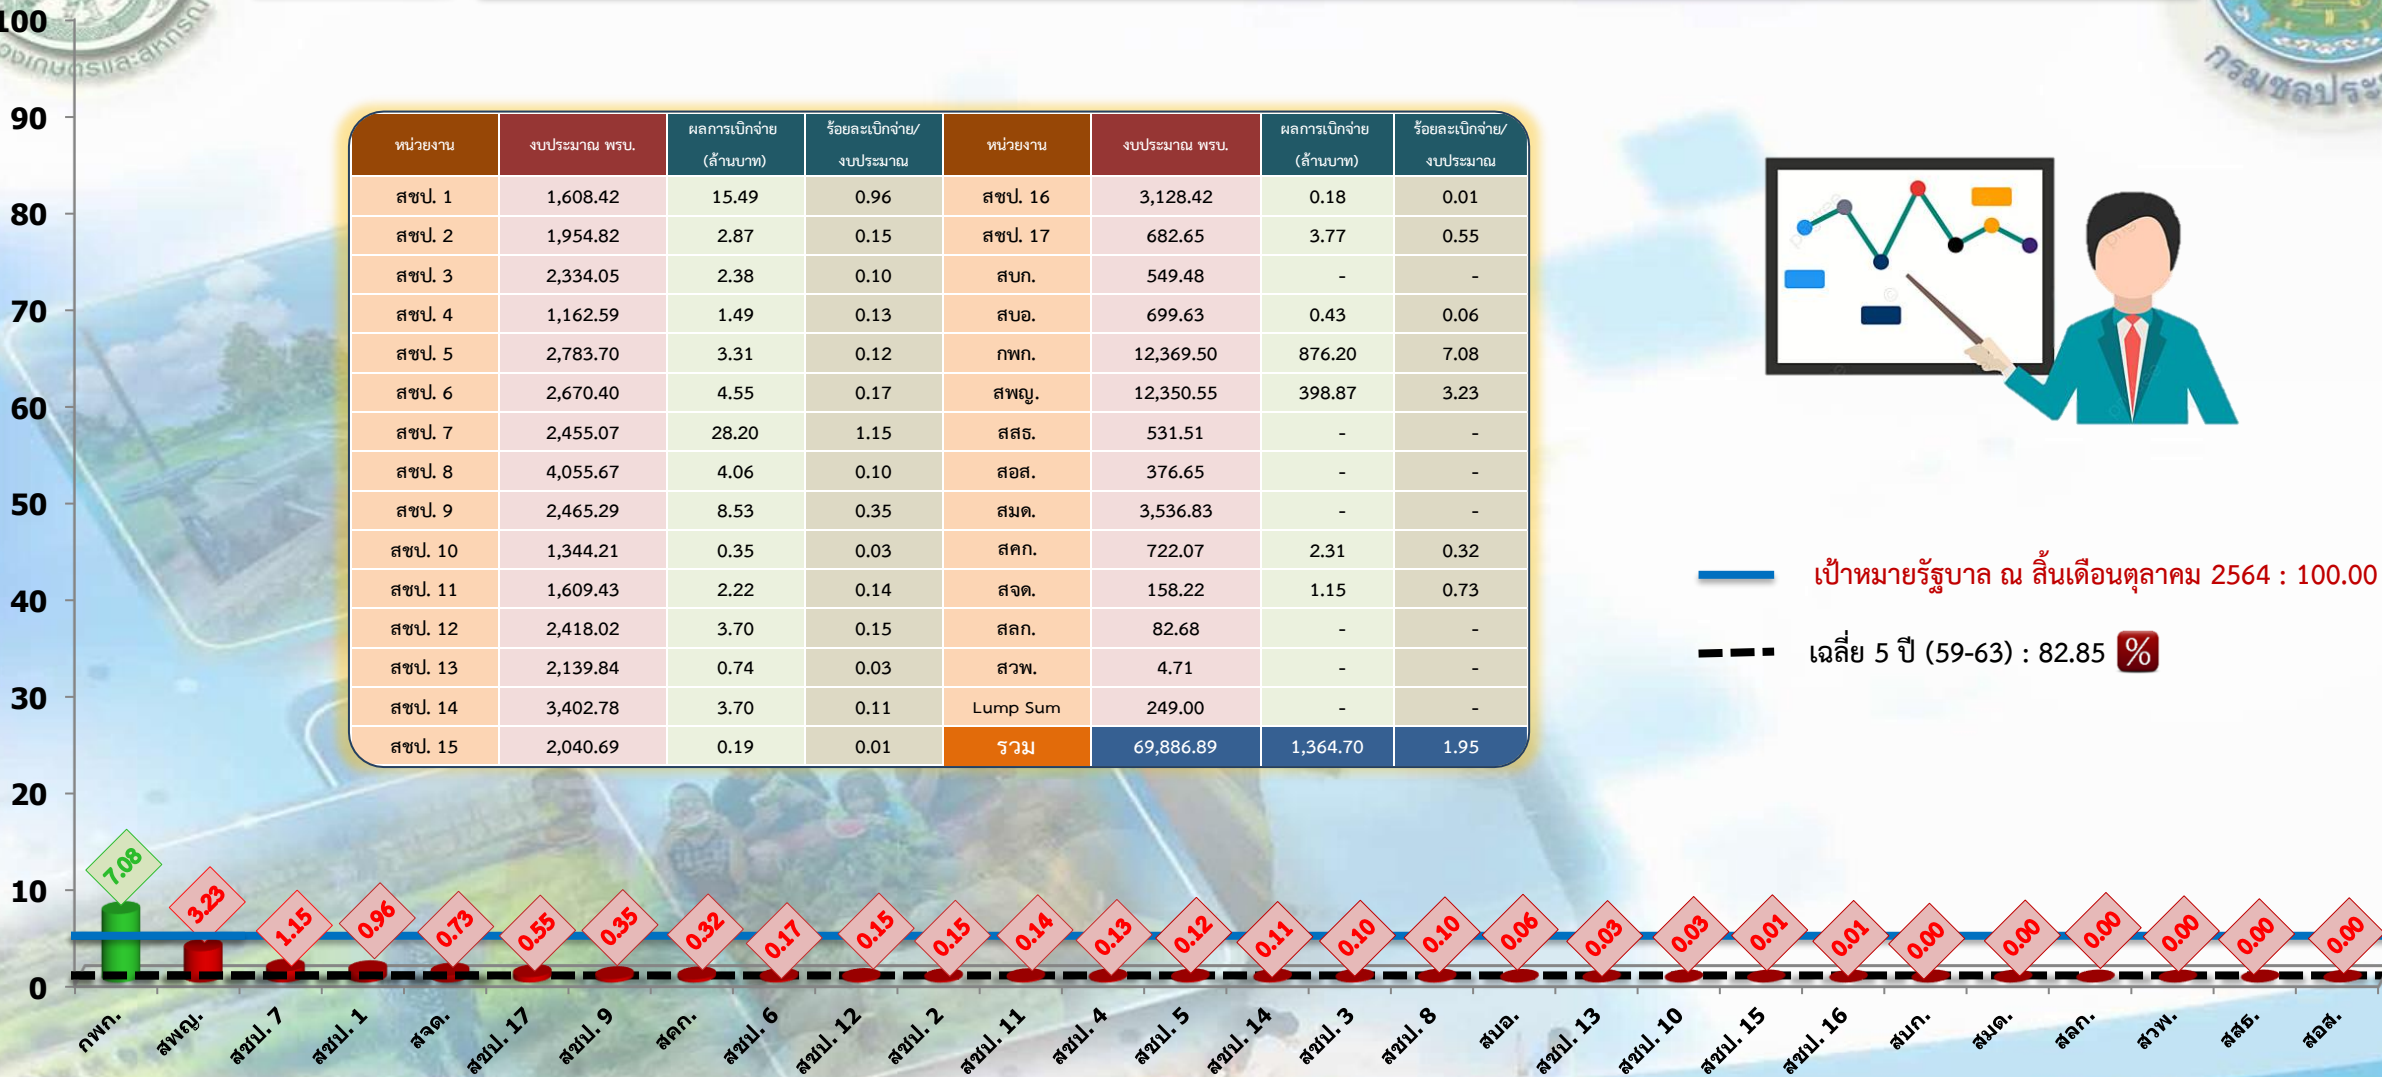 100
90
80
70
60
50
40
30
20
10
0
หน่วยงาน งบประมาณ พรบ. ผลการเบิกจ่าย (ล้านบาท) ร้อยละเบิกจ่าย/ งบประมาณ หน่วยงาน งบประมาณ พรบ. ผลการเบิกจ่าย (ล้านบาท) ร้อยละเบิกจ่าย/ งบประมาณ
สชป. 1 1,608.42 15.49 0.96 สชป. 16 3,128.42 0.18 0.01
สชป. 2 1,954.82 2.87 0.15 สชป. 17 682.65 3.77 0.55
สชป. 3 2,334.05 2.38 0.10 สบก. 549.48 - -
สชป. 4 1,162.59 1.49 0.13 สบอ. 699.63 0.43 0.06
สชป. 5 2,783.70 3.31 0.12 กพก. 12,369.50 876.20 7.08
สชป. 6 2,670.40 4.55 0.17 สพญ. 12,350.55 398.87 3.23
สชป. 7 2,455.07 28.20 1.15 สสธ. 531.51 - -
สชป. 8 4,055.67 4.06 0.10 สอส. 376.65 - -
สชป. 9 2,465.29 8.53 0.35 สมด. 3,536.83 - -
สชป. 10 1,344.21 0.35 0.03 สคก. 722.07 2.31 0.32
สชป. 11 1,609.43 2.22 0.14 สจด. 158.22 1.15 0.73
สชป. 12 2,418.02 3.70 0.15 สลก. 82.68 - -
สชป. 13 2,139.84 0.74 0.03 สวพ. 4.71 - -
สชป. 14 3,402.78 3.70 0.11 Lump Sum 249.00 - -
สชป. 15 2,040.69 0.19 0.01 รวม 69,886.89 1,364.70 1.95
เป้าหมายรัฐบาล ณ สิ้นเดือนตุลาคม 2564 : 100.00
เฉลี่ย 5 ปี (59-63) : 82.85 %
7.08 3.23 1.15 0.96 0.73 0.55 0.35 0.32 0.17 0.15 0.15 0.14 0.13 0.12 0.11 0.10 0.10 0.06 0.03 0.03 0.01 0.01 0.00 0.00 0.00 0.00 0.00 0.00
กพก. สพญ. สชป. 7 สชป. 1 สจด. สชป. 17 สชป. 9 สคก. สชป. 6 สชป. 12 สชป. 2 สชป. 11 สชป. 4 สชป. 5 สชป. 14 สชป. 3 สชป. 8 สบอ. สชป. 13 สชป. 10 สชป. 15 สชป. 16 สบก. สมด. สลก. สวพ. สสธ. สอส.